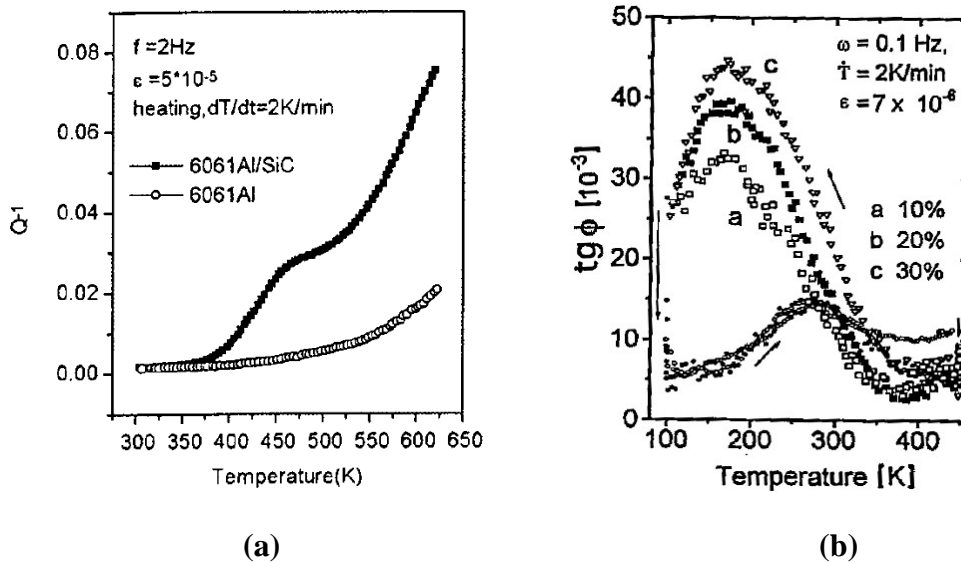 0.08
0.06
0.04
0.02
0.00
Q-1
f =2Hz
ε =5*10-5
heating,dT/dt=2K/min
6061Al/SiC
6061Al
300 350 400 450 500 550 600 650
Temperature(K)
(a)
50
40
30
20
10
0
tg ϕ [10-3]
ω = 0.1 Hz,
Ṫ = 2K/min
ε = 7 x 10-6
c
b
a
a 10%
b 20%
c 30%
100 200 300 400
Temperature [K]
(b)